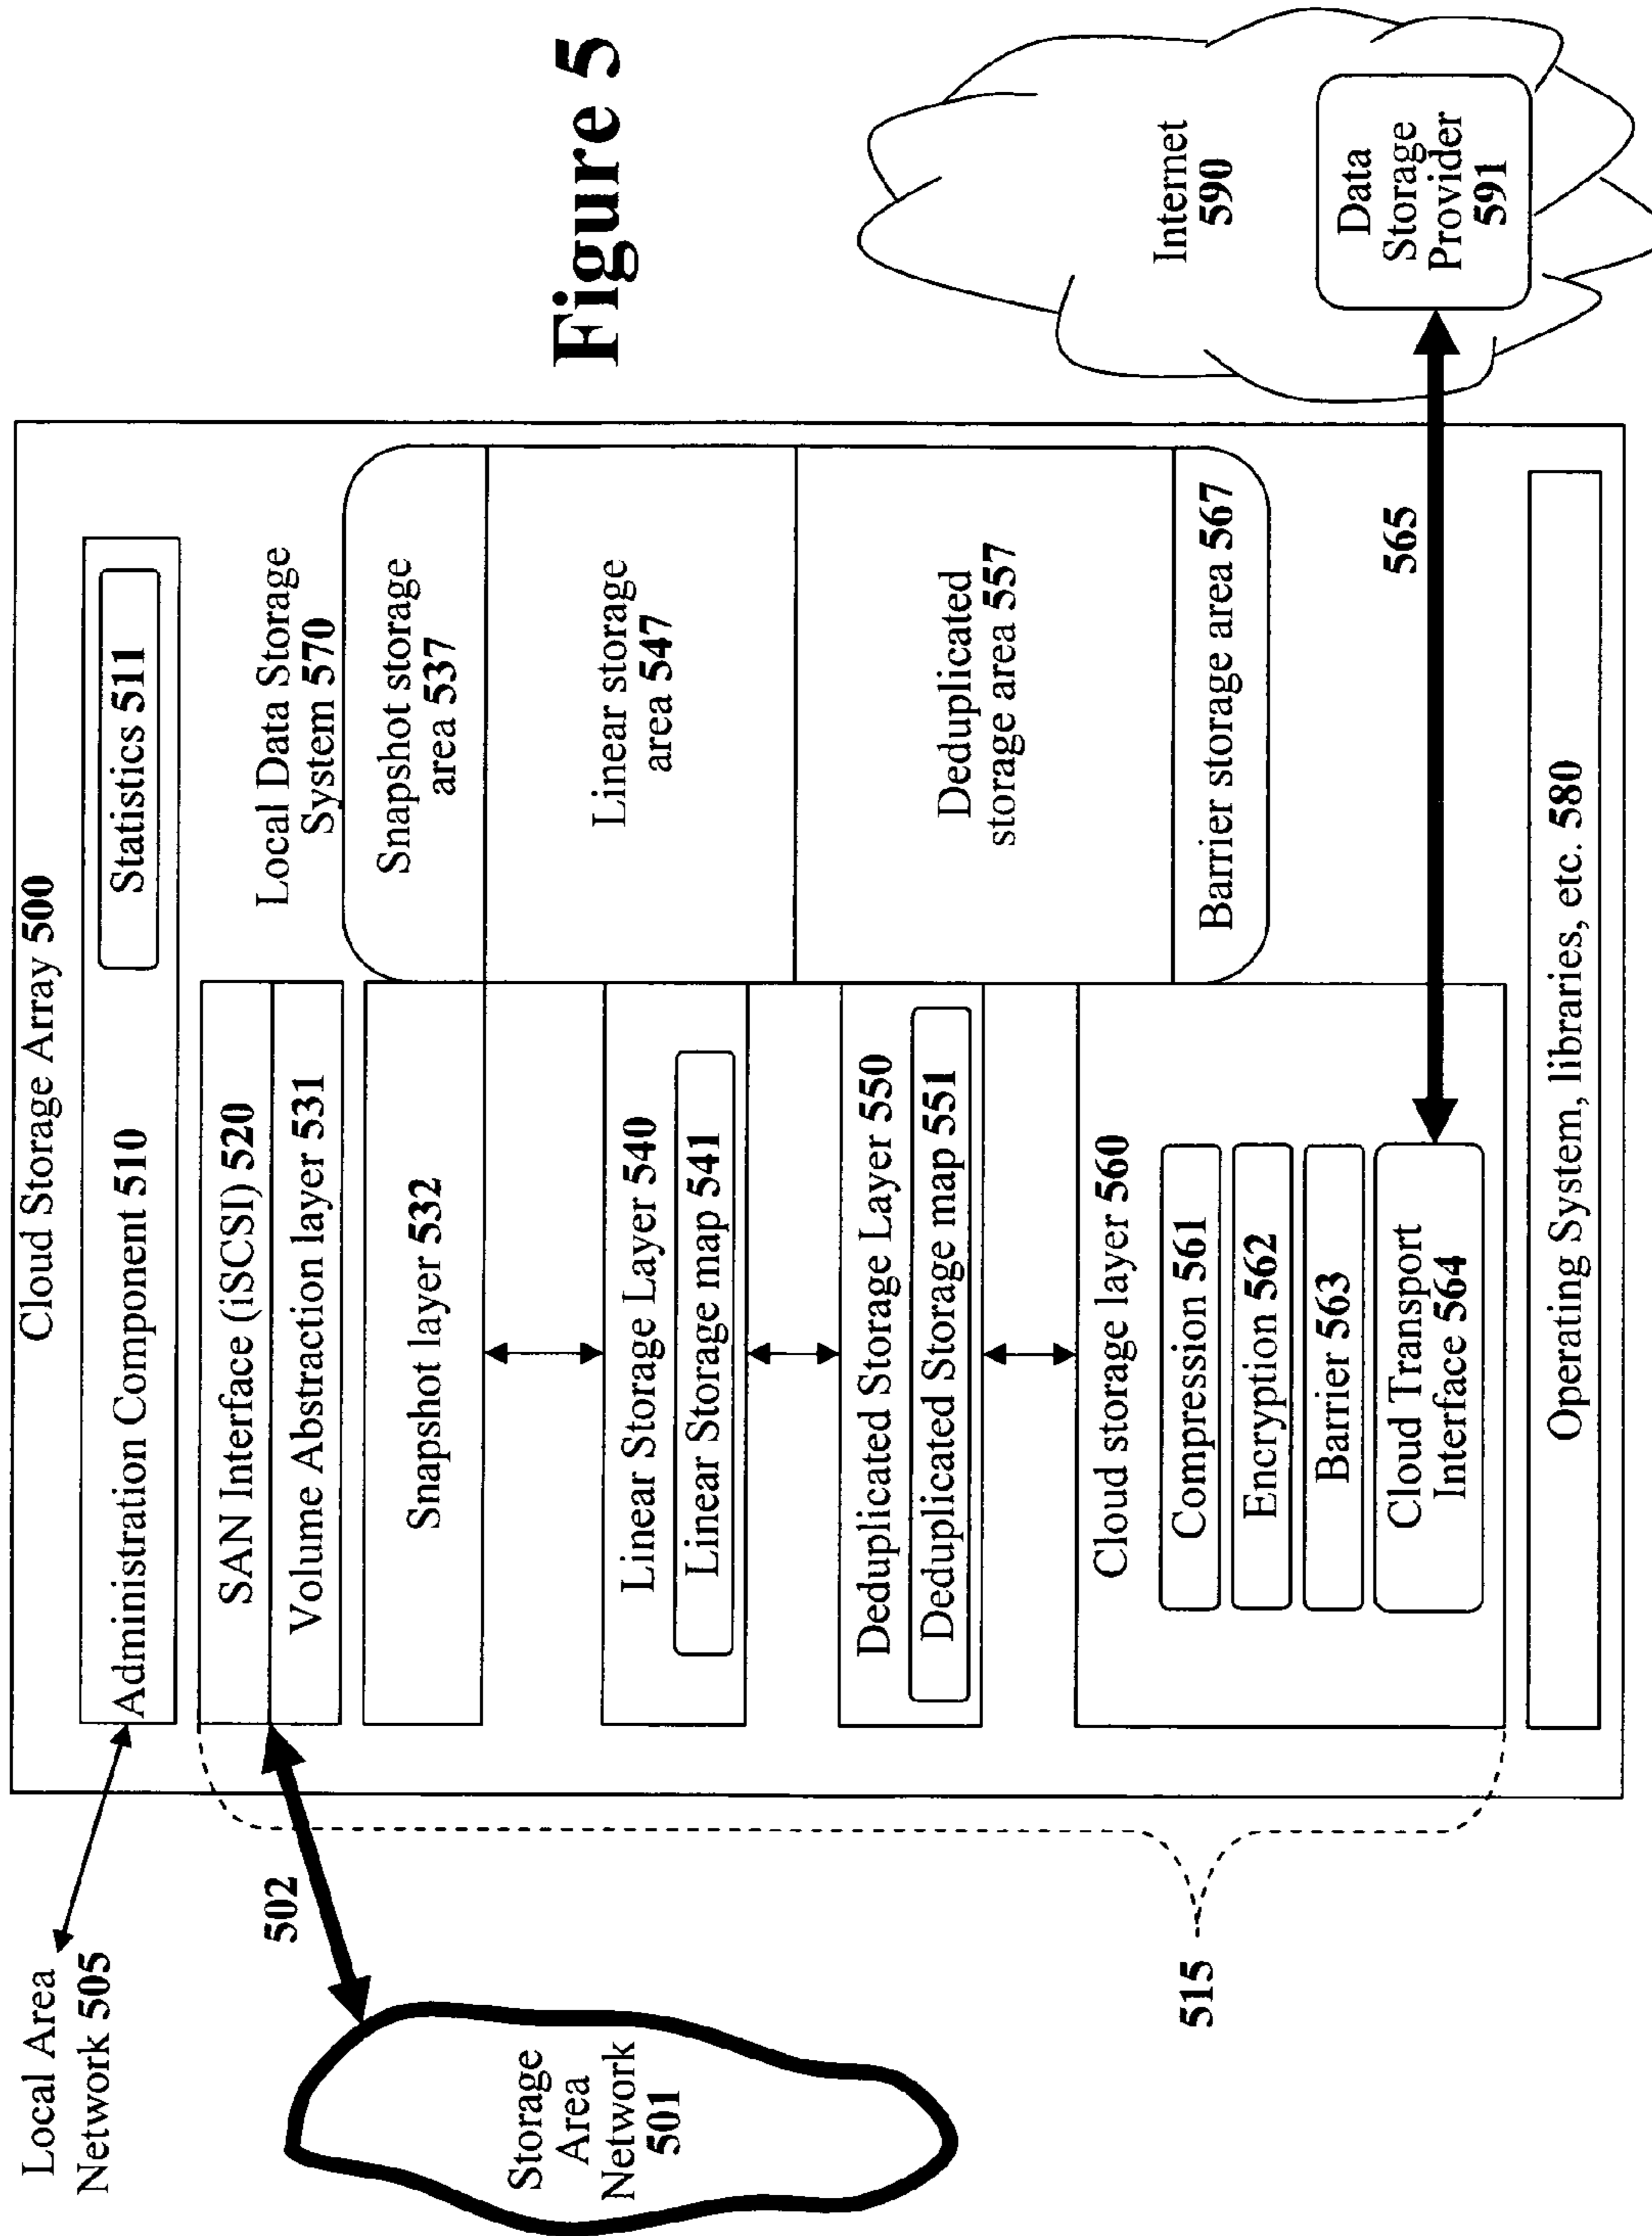 Cloud Storage Array 500
Local Area
Network 505
Administration Component 510
Statistics 511
SAN Interface (iSCSI) 520
Volume Abstraction layer 531
Local Data Storage
System 570
502
Storage
Area
Network
501
Snapshot layer 532
Snapshot storage
area 537
Linear Storage Layer 540
Linear Storage map 541
Linear storage
area 547
Deduplicated Storage Layer 550
Deduplicated Storage map 551
Deduplicated
storage area 557
Cloud storage layer 560
Compression 561
Encryption 562
Barrier 563
Cloud Transport
Interface 564
Barrier storage area 567
515
565
Operating System, libraries, etc. 580
Figure 5
Internet
590
Data
Storage
Provider
591